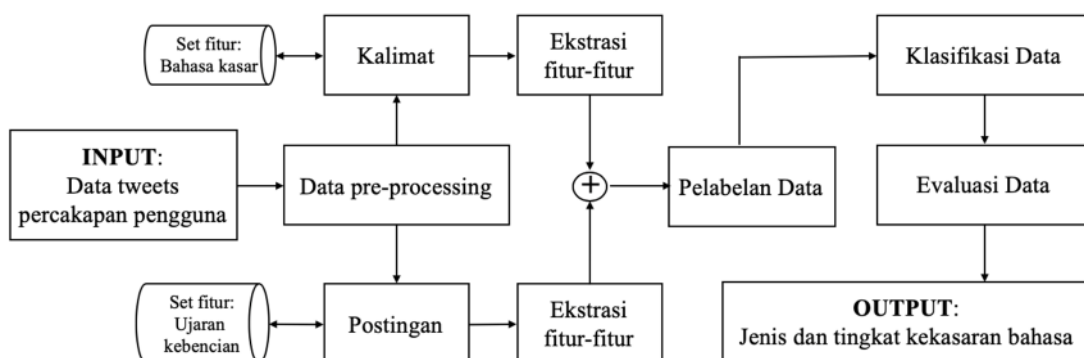 Set fitur:
Bahasa kasar
Kalimat
Ekstrasi
fitur-fitur
Klasifikasi Data
INPUT:
Data tweets
percakapan pengguna
Data pre-processing
+
Pelabelan Data
Evaluasi Data
Set fitur:
Ujaran
kebencian
Postingan
Ekstrasi
fitur-fitur
OUTPUT:
Jenis dan tingkat kekasaran bahasa